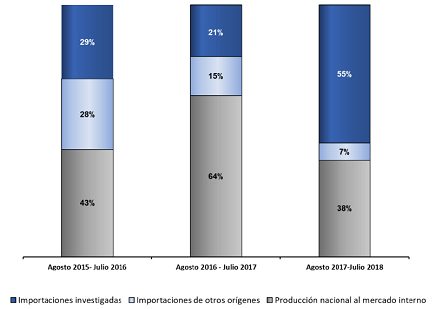 29%
21%
55%
28%
15%
7%
43%
64%
38%
Agosto 2015- Julio 2016
Agosto 2016 - Julio 2017
Agosto 2017-Julio 2018
Importaciones investigadas
Importaciones de otros orígenes
Producción nacional al mercado interno